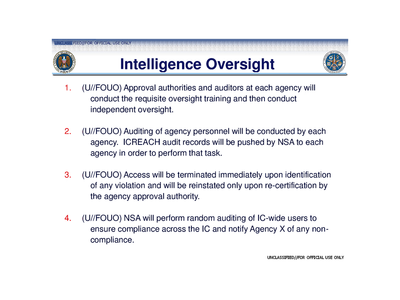 UNCLASSIFIED//FOR OFFICIAL USE ONLY
Intelligence Oversight
1. (U//FOUO) Approval authorities and auditors at each agency will
conduct the requisite oversight training and then conduct
independent oversight.
2. (U//FOUO) Auditing of agency personnel will be conducted by each
agency. ICREACH audit records will be pushed by NSA to each
agency in order to perform that task.
3. (U//FOUO) Access will be terminated immediately upon identification
of any violation and will be reinstated only upon re-certification by
the agency approval authority.
4. (U//FOUO) NSA will perform random auditing of IC-wide users to
ensure compliance across the IC and notify Agency X of any non-
compliance.
UNCLASSIFIED//FOR OFFICIAL USE ONLY